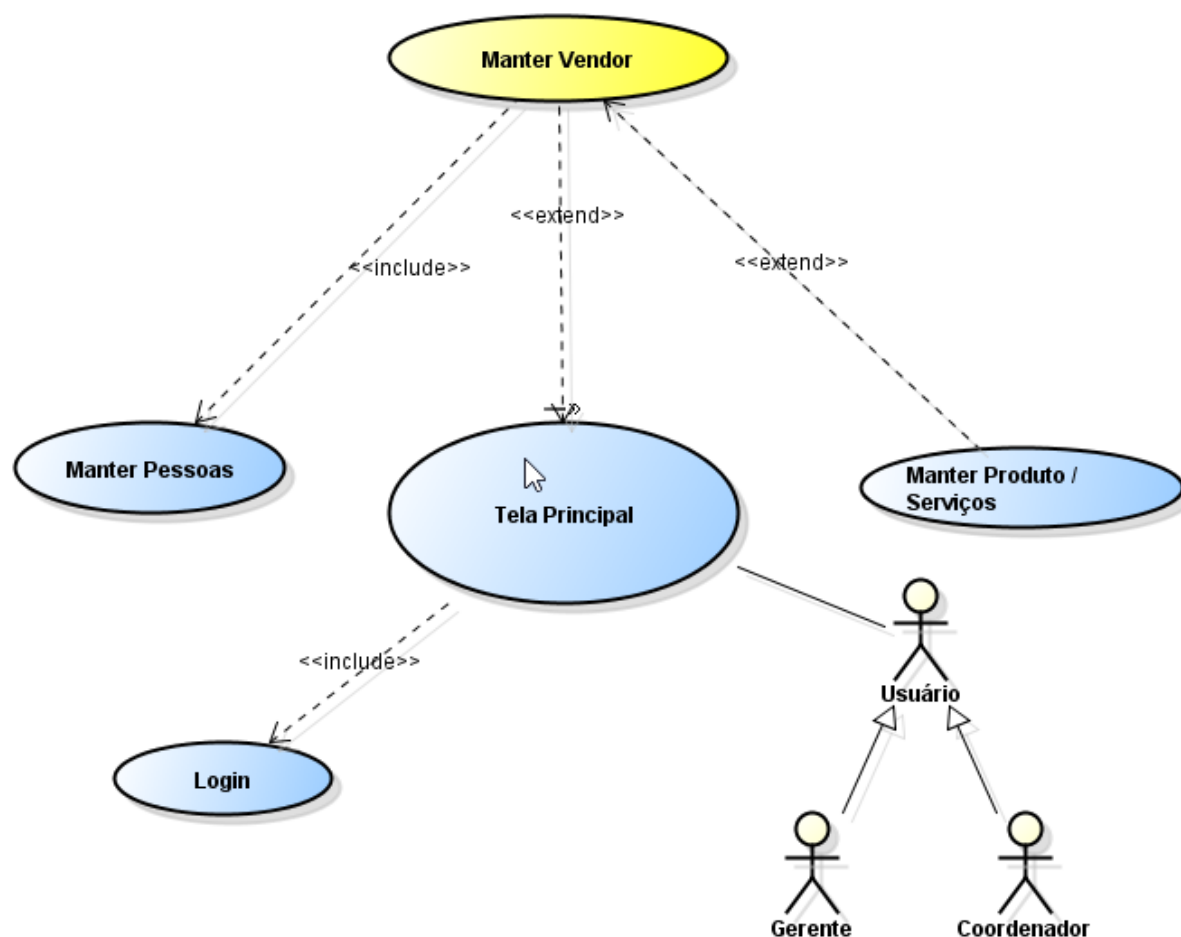 Manter Vendor
<<extend>>
<<include>>
<<extend>>
Manter Pessoas
Tela Principal
Manter Produto /
Serviços
<<include>>
Usuário
Login
Gerente
Coordenador